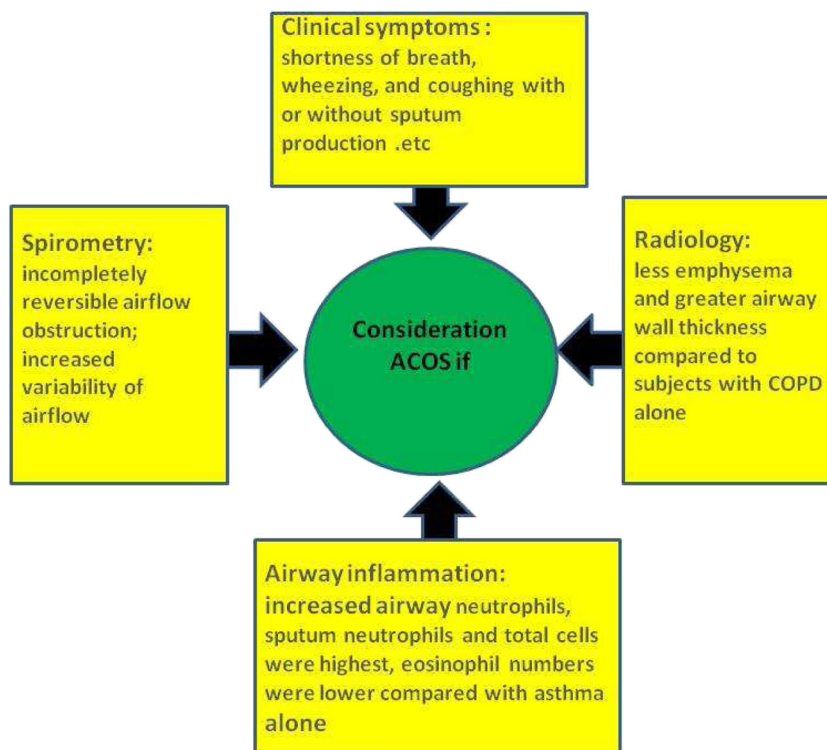 Clinical symptoms :
shortness of breath,
wheezing, and coughing with
or without sputum
production .etc
Spirometry:
incompletely
reversible airflow
obstruction;
increased
variability of
airflow
Consideration
ACOS if
Radiology:
less emphysema
and greater airway
wall thickness
compared to
subjects with COPD
alone
Airway inflammation:
increased airway neutrophils,
sputum neutrophils and total cells
were highest, eosinophil numbers
were lower compared with asthma
alone